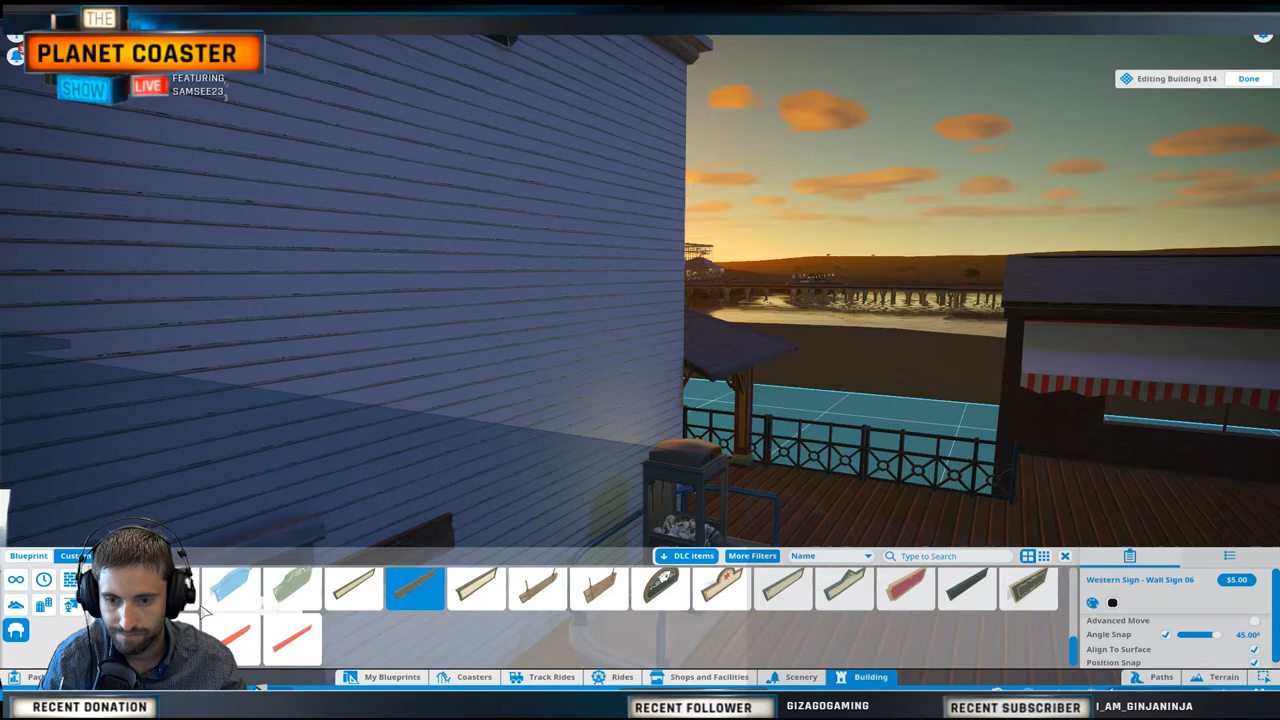 THE
PLANET COASTER
SHOW LIVE FEATURING
SAMSEE23
Editing Building 814 Done
Blueprint
DLC items More Filters Name Type to Search
Western Sign - Wall Sign 06 $5.00
Advanced Move
Angle Snap 45.00°
Align To Surface
Position Snap
My Blueprints Coasters Track Rides Rides Shops and Facilities Scenery Building Paths Terrain
RECENT DONATION RECENT FOLLOWER GIZAGOGAMING RECENT SUBSCRIBER I_AM_GINJANINJA